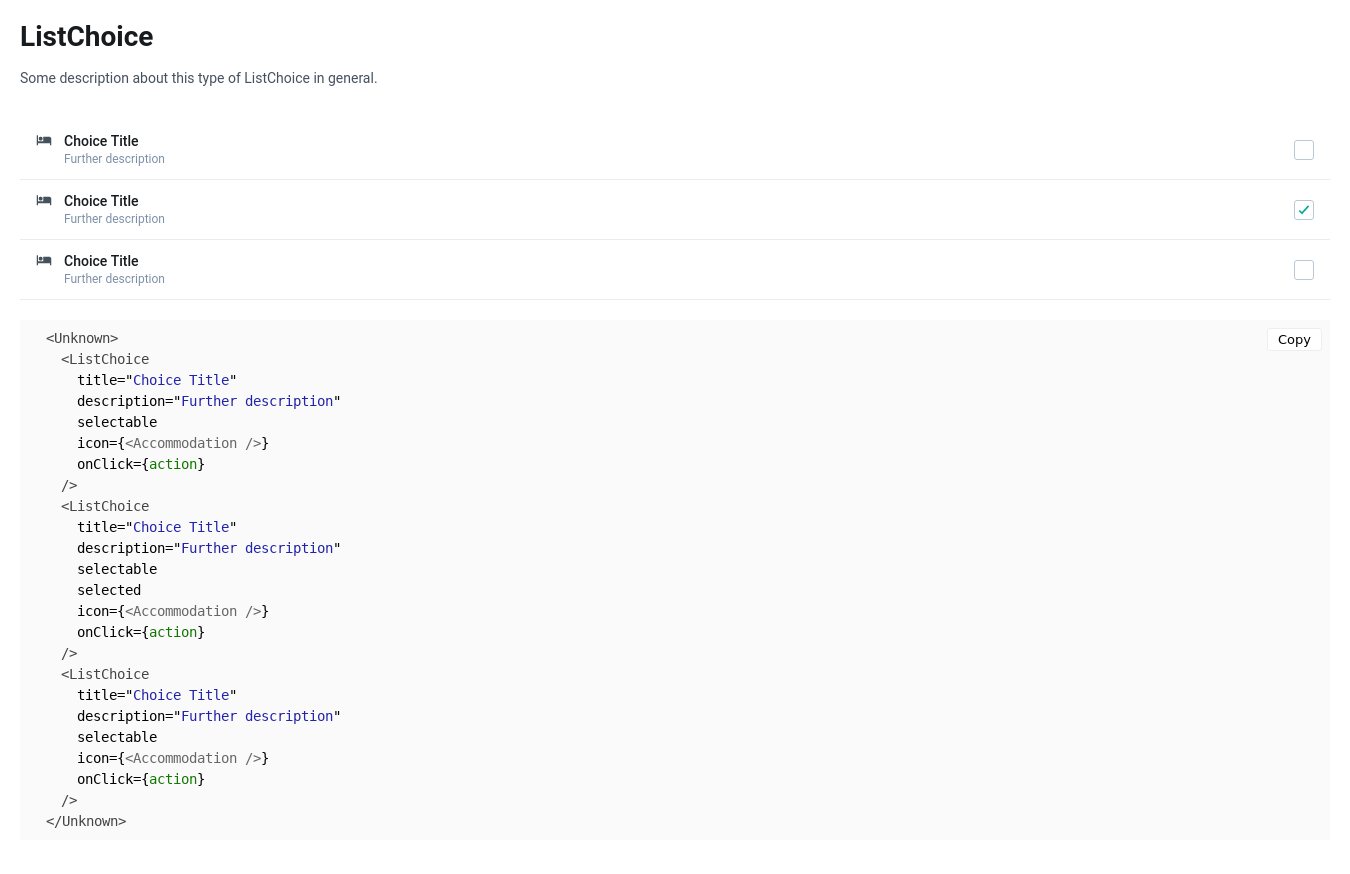 ListChoice
Some description about this type of ListChoice in general.
Choice Title
Further description
Choice Title
Further description
Choice Title
Further description
Copy
<Unknown>
  <ListChoice
    title="Choice Title"
    description="Further description"
    selectable
    icon={<Accommodation />}
    onClick={action}
  />
  <ListChoice
    title="Choice Title"
    description="Further description"
    selectable
    selected
    icon={<Accommodation />}
    onClick={action}
  />
  <ListChoice
    title="Choice Title"
    description="Further description"
    selectable
    icon={<Accommodation />}
    onClick={action}
  />
</Unknown>